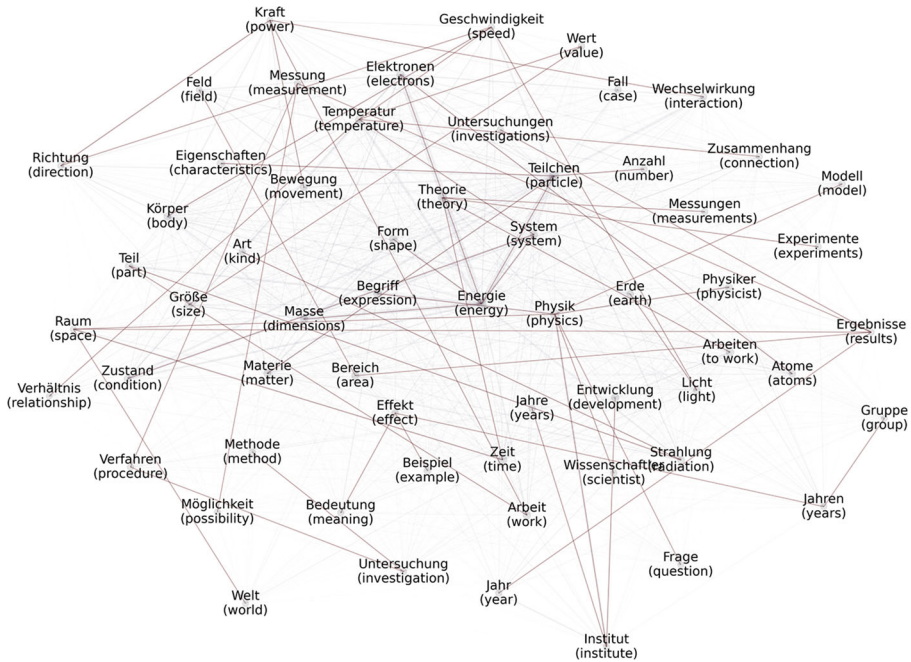 Kraft
(power)
Geschwindigkeit
(speed)
Wert
(value)
Elektronen
(electrons)
Feld
(field)
Messung
(measurement)
Fall
(case)
Wechselwirkung
(interaction)
Temperatur
(temperature)
Untersuchungen
(investigations)
Richtung
(direction)
Eigenschaften
(characteristics)
Zusammenhang
(connection)
Teilchen
(particle)
Anzahl
(number)
Modell
(model)
Bewegung
(movement)
Theorie
(theory)
Körper
(body)
Messungen
(measurements)
Form
(shape)
System
(system)
Experimente
(experiments)
Art
(kind)
Teil
(part)
Physiker
(physicist)
Begriff
(expression)
Erde
(earth)
Größe
(size)
Energie
(energy)
Masse
(dimensions)
Physik
(physics)
Raum
(space)
Ergebnisse
(results)
Arbeiten
(to work)
Zustand
(condition)
Materie
(matter)
Bereich
(area)
Atome
(atoms)
Verhältnis
(relationship)
Entwicklung
(development)
Licht
(light)
Jahre
(years)
Effekt
(effect)
Gruppe
(group)
Methode
(method)
Verfahren
(procedure)
Zeit
(time)
Beispiel
(example)
Wissenschaftler
(scientist)
Strahlung
(radiation)
Möglichkeit
(possibility)
Bedeutung
(meaning)
Arbeit
(work)
Jahren
(years)
Untersuchung
(investigation)
Frage
(question)
Jahr
(year)
Welt
(world)
Institut
(institute)